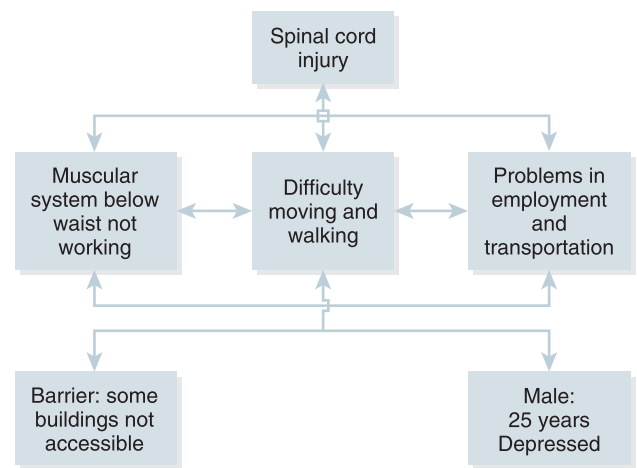 Spinal cord
injury
Muscular
system below
waist not
working
Difficulty
moving and
walking
Problems in
employment
and
transportation
Barrier: some
buildings not
accessible
Male:
25 years
Depressed